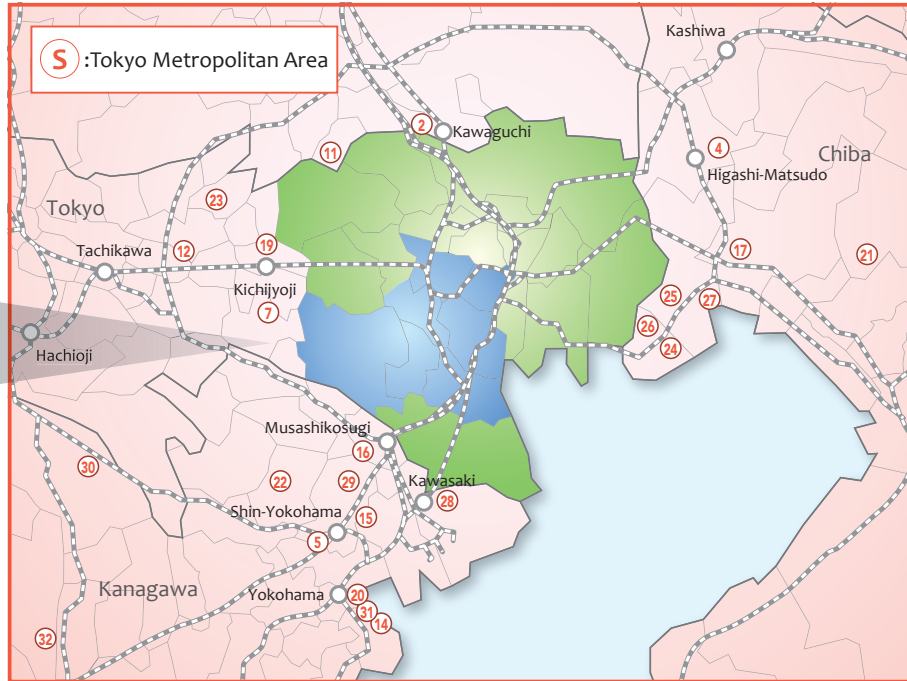 S :Tokyo Metropolitan Area
Kashiwa
2
Kawaguchi
11
4
Chiba
Higashi-Matsudo
23
Tokyo
12
19
17
21
Tachikawa
Kichijyoji
7
25
27
26
24
Hachioji
Musashikosugi
16
30
22
29
Kawasaki
28
Shin-Yokohama
15
5
Kanagawa
Yokohama
20
31
14
32